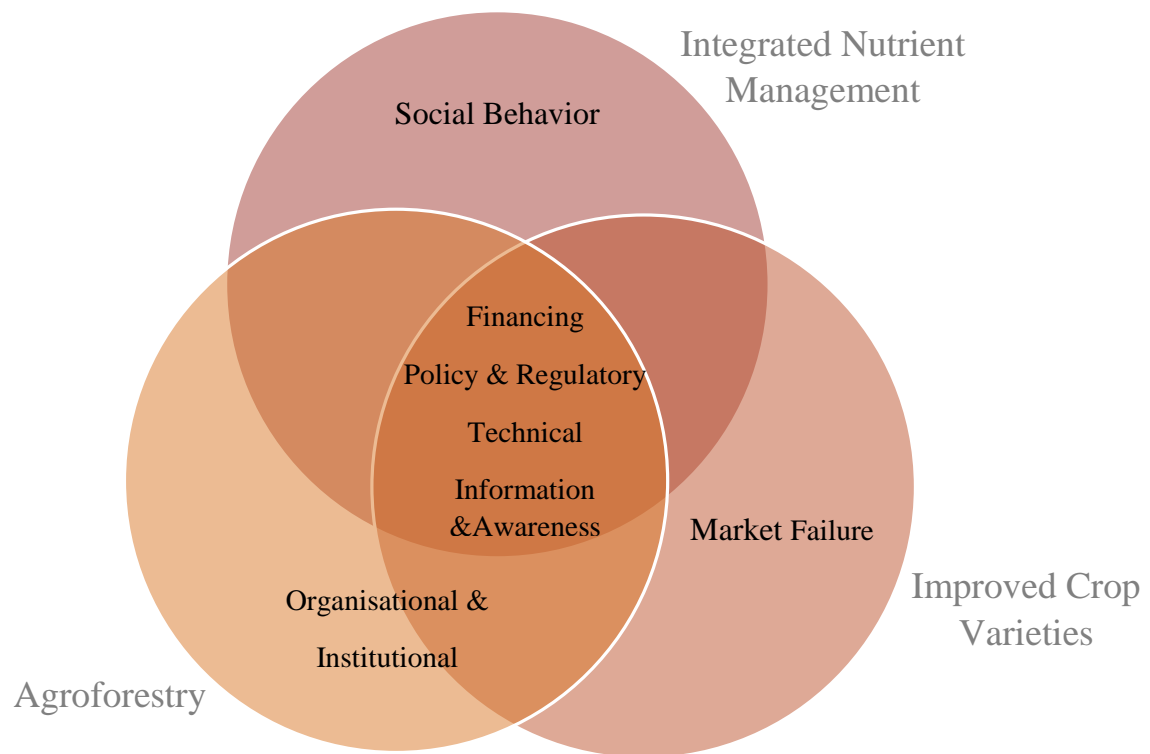 Integrated Nutrient
Management
Social Behavior
Financing
Policy & Regulatory
Technical
Information
&Awareness
Market Failure
Organisational &
Institutional
Improved Crop
Varieties
Agroforestry